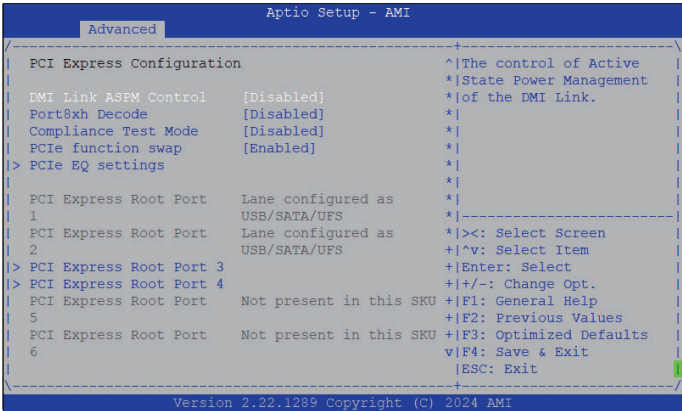 Aptio Setup - AMI
Advanced
/----------------------------------------------------+------------------------\
| PCI Express Configuration ^|The control of Active |
| *|State Power Management |
| DMI Link ASPM Control [Disabled] *|of the DMI Link. |
| Port8xh Decode [Disabled] *| |
| Compliance Test Mode [Disabled] *| |
| PCIe function swap [Enabled] *| |
|> PCIe EQ settings *| |
| *| |
| PCI Express Root Port Lane configured as *| |
| 1 USB/SATA/UFS *|------------------------|
| PCI Express Root Port Lane configured as *|><: Select Screen |
| 2 USB/SATA/UFS +|^v: Select Item |
|> PCI Express Root Port 3 +|Enter: Select |
|> PCI Express Root Port 4 +|+/-: Change Opt. |
| PCI Express Root Port Not present in this SKU +|F1: General Help |
| 5 +|F2: Previous Values |
| PCI Express Root Port Not present in this SKU +|F3: Optimized Defaults |
| 6 v|F4: Save & Exit |
| |ESC: Exit |
\----------------------------------------------------+------------------------/
Version 2.22.1289 Copyright (C) 2024 AMI